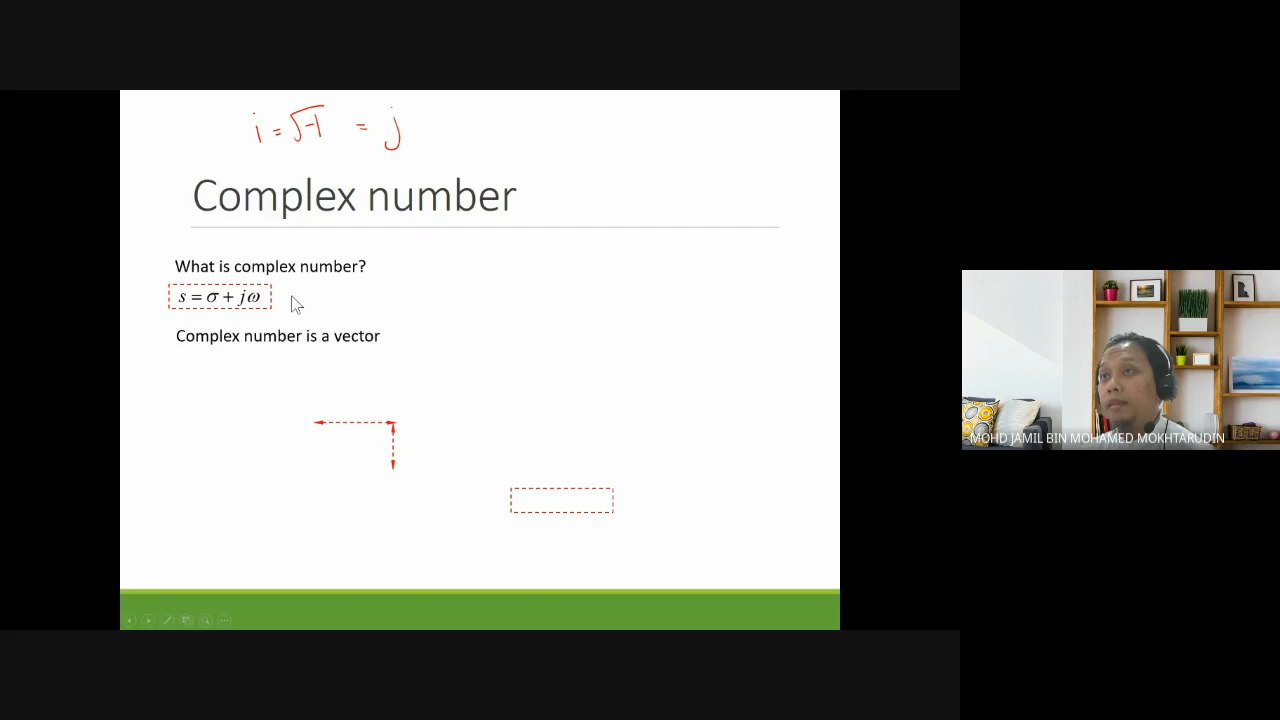 i = √-1 = j
Complex number
What is complex number?
s = σ + jω
Complex number is a vector
MOHD JAMIL BIN MOHAMED MOKHTARUDIN